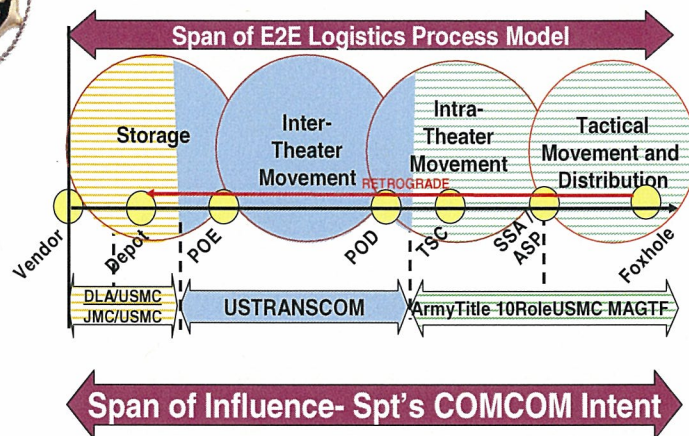 Span of E2E Logistics Process Model
Storage
Inter-
Theater
Movement
Intra-
Theater
Movement
Tactical
Movement and
Distribution
RETROGRADE
Vendor
Depot
POE
POD
TSC
SSA /
ASP
Foxhole
DLA/USMC
JMC/USMC
USTRANSCOM
ArmyTitle 10RoleUSMC MAGTF
Span of Influence- Spt's COMCOM Intent